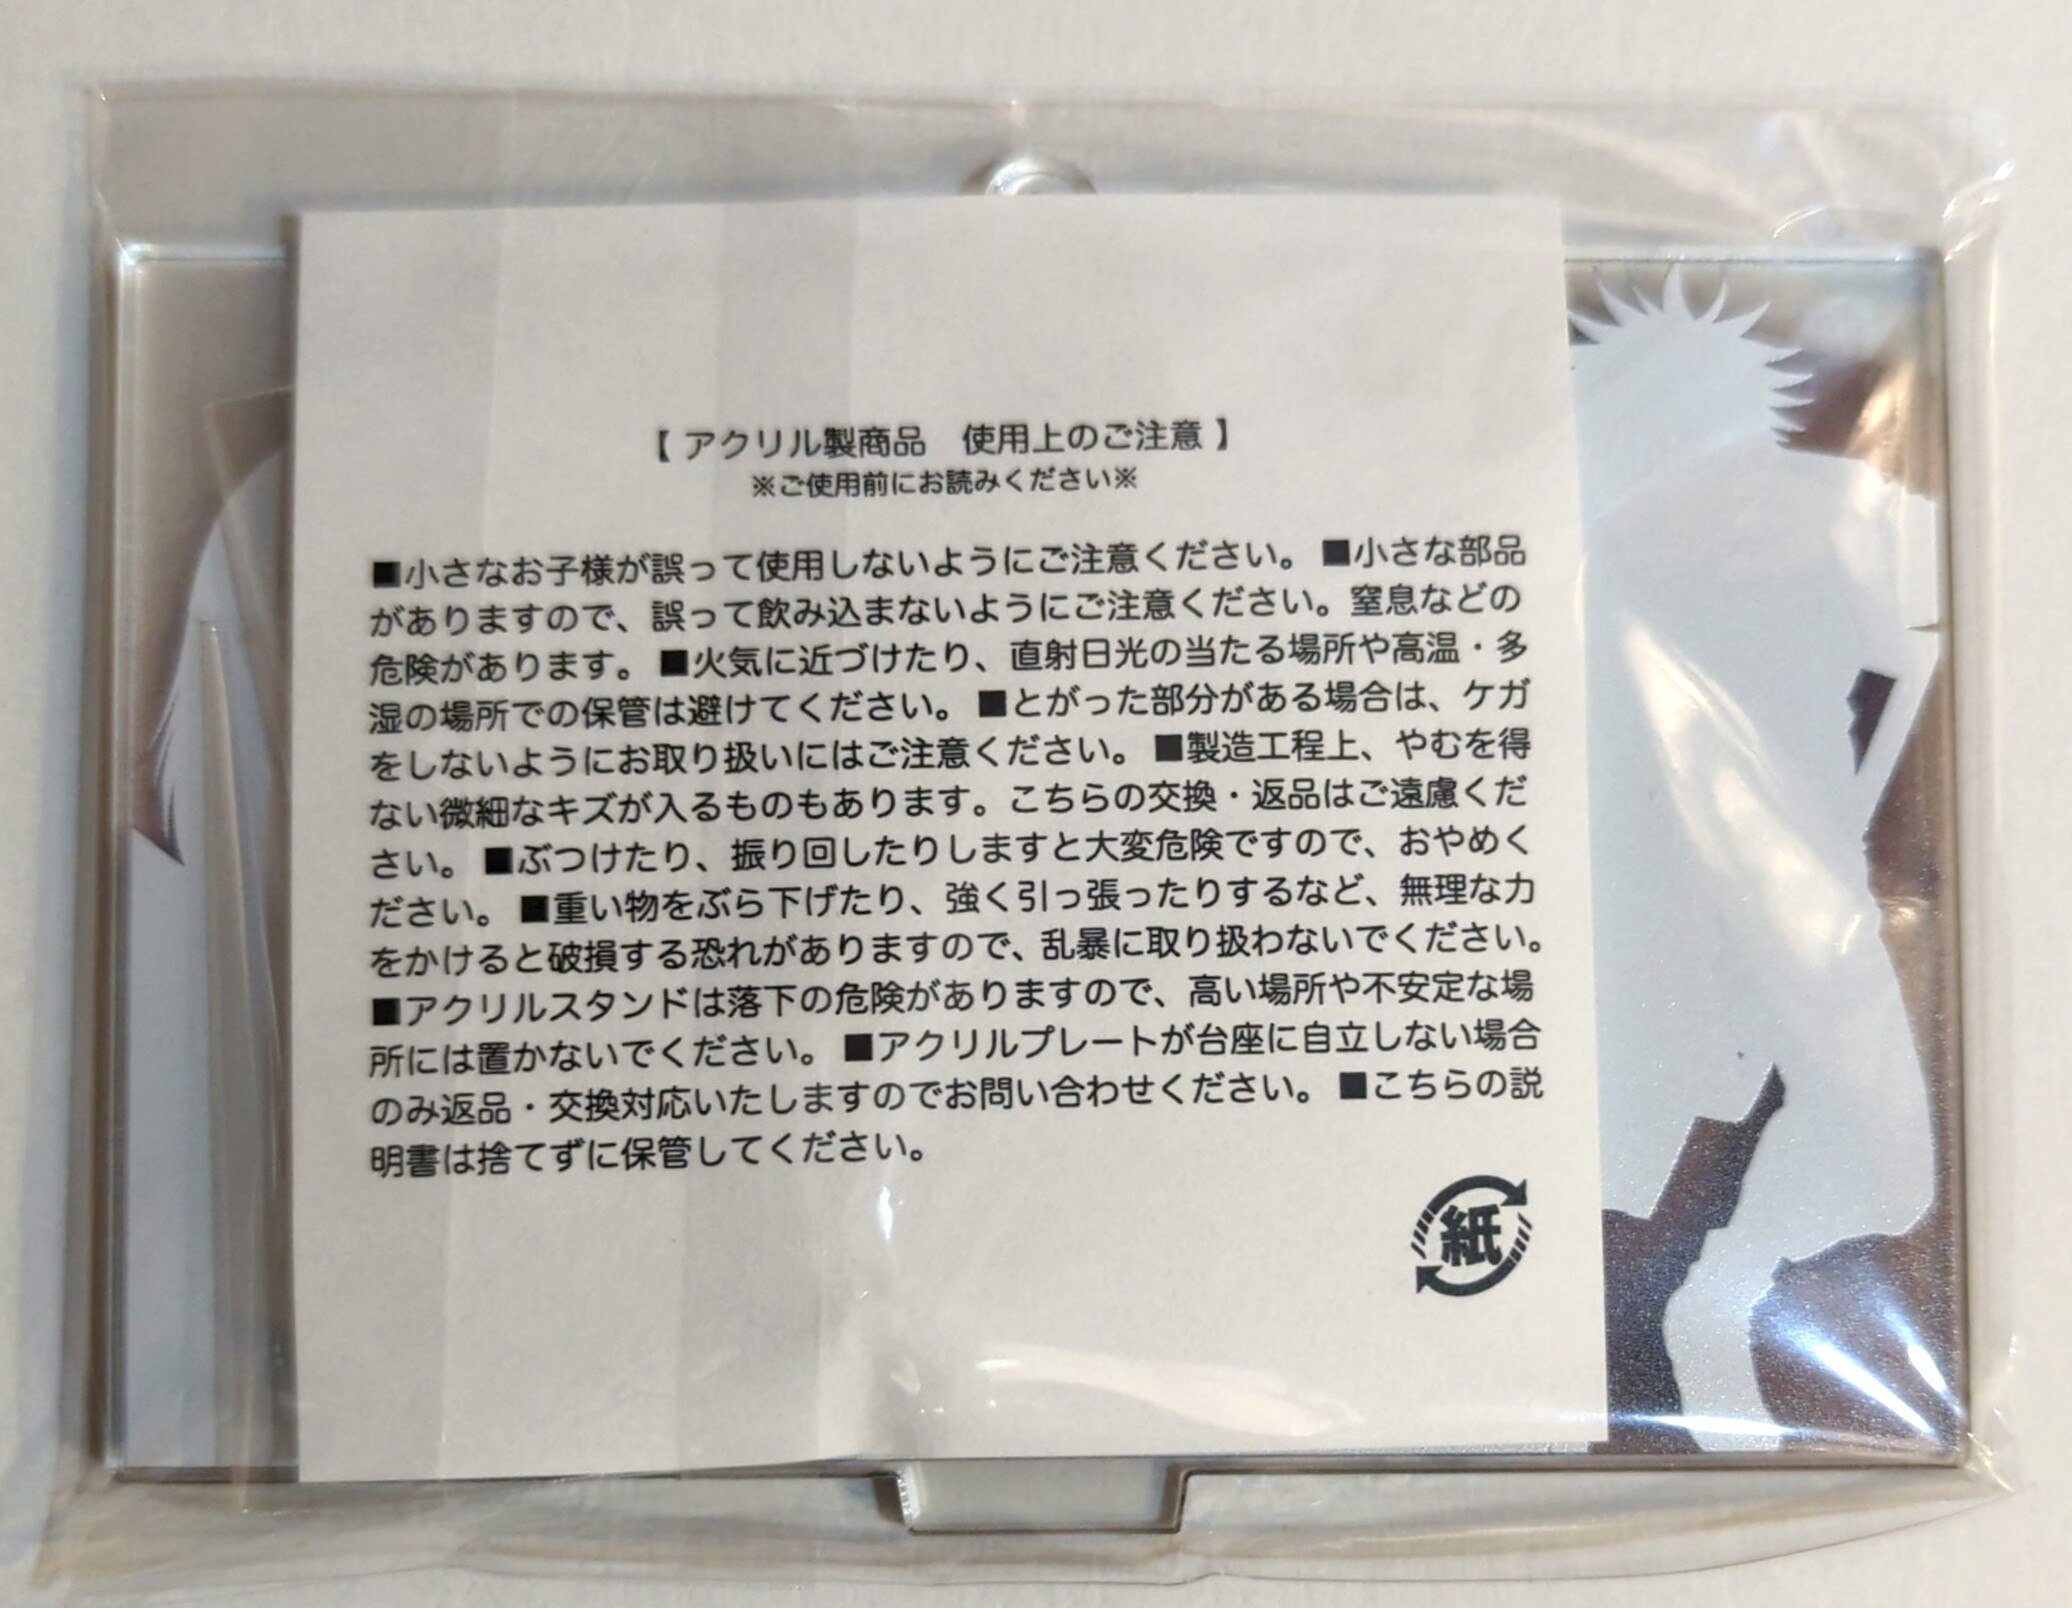 【 アクリル製商品　使用上のご注意 】
※ご使用前にお読みください※
■小さなお子様が誤って使用しないようにご注意ください。■小さな部品
がありますので、誤って飲み込まないようにご注意ください。窒息などの
危険があります。■火気に近づけたり、直射日光の当たる場所や高温・多
湿の場所での保管は避けてください。■とがった部分がある場合は、ケガ
をしないようにお取り扱いにはご注意ください。■製造工程上、やむを得
ない微細なキズが入るものもあります。こちらの交換・返品はご遠慮くだ
さい。■ぶつけたり、振り回したりしますと大変危険ですので、おやめく
ださい。■重い物をぶら下げたり、強く引っ張ったりするなど、無理な力
をかけると破損する恐れがありますので、乱暴に取り扱わないでください。
■アクリルスタンドは落下の危険がありますので、高い場所や不安定な場
所には置かないでください。■アクリルプレートが台座に自立しない場合
のみ返品・交換対応いたしますのでお問い合わせください。■こちらの説
明書は捨てずに保管してください。
紙